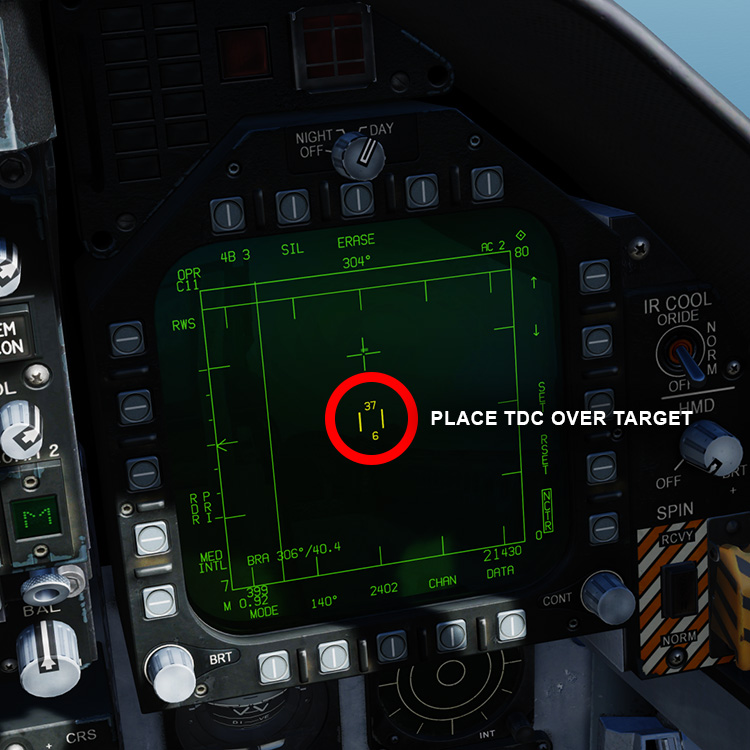 NIGHT
DAY
OFF
4B 3
SIL
ERASE
AC 2
80
OPR
C11
304°
RWS
IR COOL
ORIDE
NORM
OFF
HMD
37
6
PLACE TDC OVER TARGET
SET
RSET
2
M
OFF
BRT
+
SPIN
RCVY
NCTR
RDR
PRI
MED
INTL
BRA 306°/40.4
0
21430
7
399
M 0.92
MODE
140°
2402
CHAN
DATA
CONT
NORM
BAL
BRT
INT
CRS
+